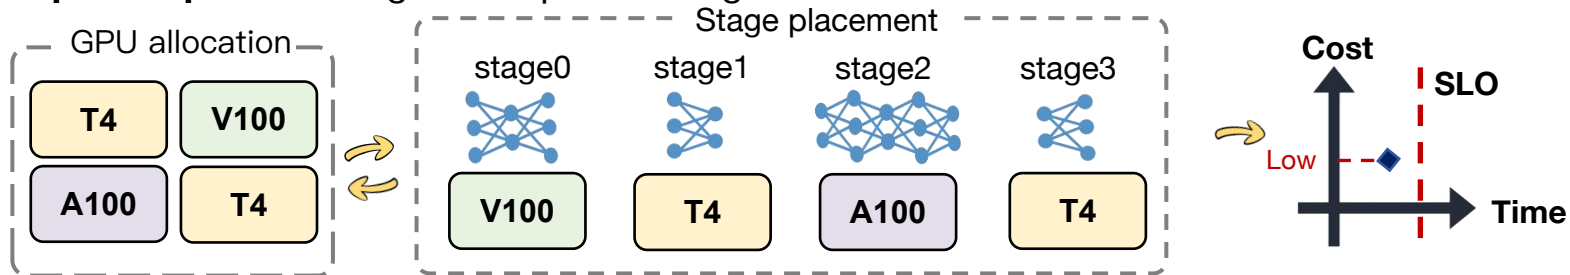 Stage placement
GPU allocation
T4
V100
A100
T4
stage0
stage1
stage2
stage3
V100
T4
A100
T4
Cost
SLO
Low
Time